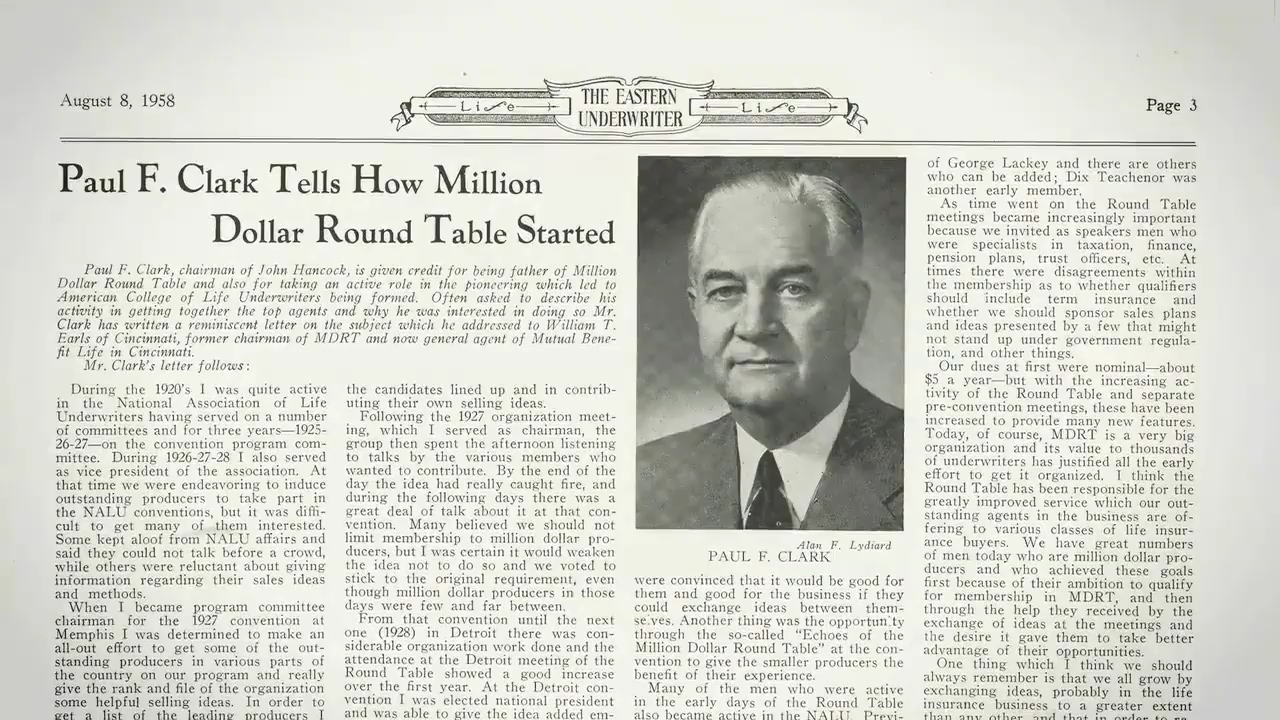 August 8, 1958
Life
THE EASTERN
UNDERWRITER
Life
Page 3
Paul F. Clark Tells How Million
Dollar Round Table Started
Paul F. Clark, chairman of John Hancock, is given credit for being father of Million
Dollar Round Table and also for taking an active role in the pioneering which led to
American College of Life Underwriters being formed. Often asked to describe his
activity in getting together the top agents and why he was interested in doing so Mr.
Clark has written a reminiscent letter on the subject which he addressed to William T.
Earls of Cincinnati, former chairman of MDRT and now general agent of Mutual Bene-
fit Life in Cincinnati.
Mr. Clark's letter follows:
During the 1920's I was quite active
in the National Association of Life
Underwriters having served on a number
of committees and for three years—1925-
26-27—on the convention program com-
mittee. During 1926-27-28 I also served
as vice president of the association. At
that time we were endeavoring to induce
outstanding producers to take part in
the NALU conventions, but it was diffi-
cult to get many of them interested.
Some kept aloof from NALU affairs and
said they could not talk before a crowd,
while others were reluctant about giving
information regarding their sales ideas
and methods.
When I became program committee
chairman for the 1927 convention at
Memphis I was determined to make an
all-out effort to get some of the out-
standing producers in various parts of
the country on our program and really
give the rank and file of the organization
some helpful selling ideas. In order to
get a list of the leading producers I
the candidates lined up and in contrib-
uting their own selling ideas.
Following the 1927 organization meet-
ing, which I served as chairman, the
group then spent the afternoon listening
to talks by the various members who
wanted to contribute. By the end of the
day the idea had really caught fire, and
during the following days there was a
great deal of talk about it at that con-
vention. Many believed we should not
limit membership to million dollar pro-
ducers, but I was certain it would weaken
the idea not to do so and we voted to
stick to the original requirement, even
though million dollar producers in those
days were few and far between.
From that convention until the next
one (1928) in Detroit there was con-
siderable organization work done and the
attendance at the Detroit meeting of the
Round Table showed a good increase
over the first year. At the Detroit con-
vention I was elected national president
and was able to give the idea added em-
Alan F. Lydiard
PAUL F. CLARK
were convinced that it would be good for
them and good for the business if they
could exchange ideas between them-
selves. Another thing was the opportunity
through the so-called "Echoes of the
Million Dollar Round Table" at the con-
vention to give the smaller producers the
benefit of their experience.
Many of the men who were active
in the early days of the Round Table
also became active in the NALU. Previ-
of George Lackey and there are others
who can be added; Dix Teachenor was
another early member.
As time went on the Round Table
meetings became increasingly important
because we invited as speakers men who
were specialists in taxation, finance,
pension plans, trust officers, etc. At
times there were disagreements within
the membership as to whether qualifiers
should include term insurance and
whether we should sponsor sales plans
and ideas presented by a few that might
not stand up under government regula-
tion, and other things.
Our dues at first were nominal—about
$5 a year—but with the increasing ac-
tivity of the Round Table and separate
pre-convention meetings, these have been
increased to provide many new features.
Today, of course, MDRT is a very big
organization and its value to thousands
of underwriters has justified all the early
effort to get it organized. I think the
Round Table has been responsible for the
greatly improved service which our out-
standing agents in the business are of-
fering to various classes of life insur-
ance buyers. We have great numbers
of men today who are million dollar pro-
ducers and who achieved these goals
first because of their ambition to qualify
for membership in MDRT, and then
through the help they received by the
exchange of ideas at the meetings and
the desire it gave them to take better
advantage of their opportunities.
One thing which I think we should
always remember is that we all grow by
exchanging ideas, probably in the life
insurance business to a greater extent
than any other, and that in order to